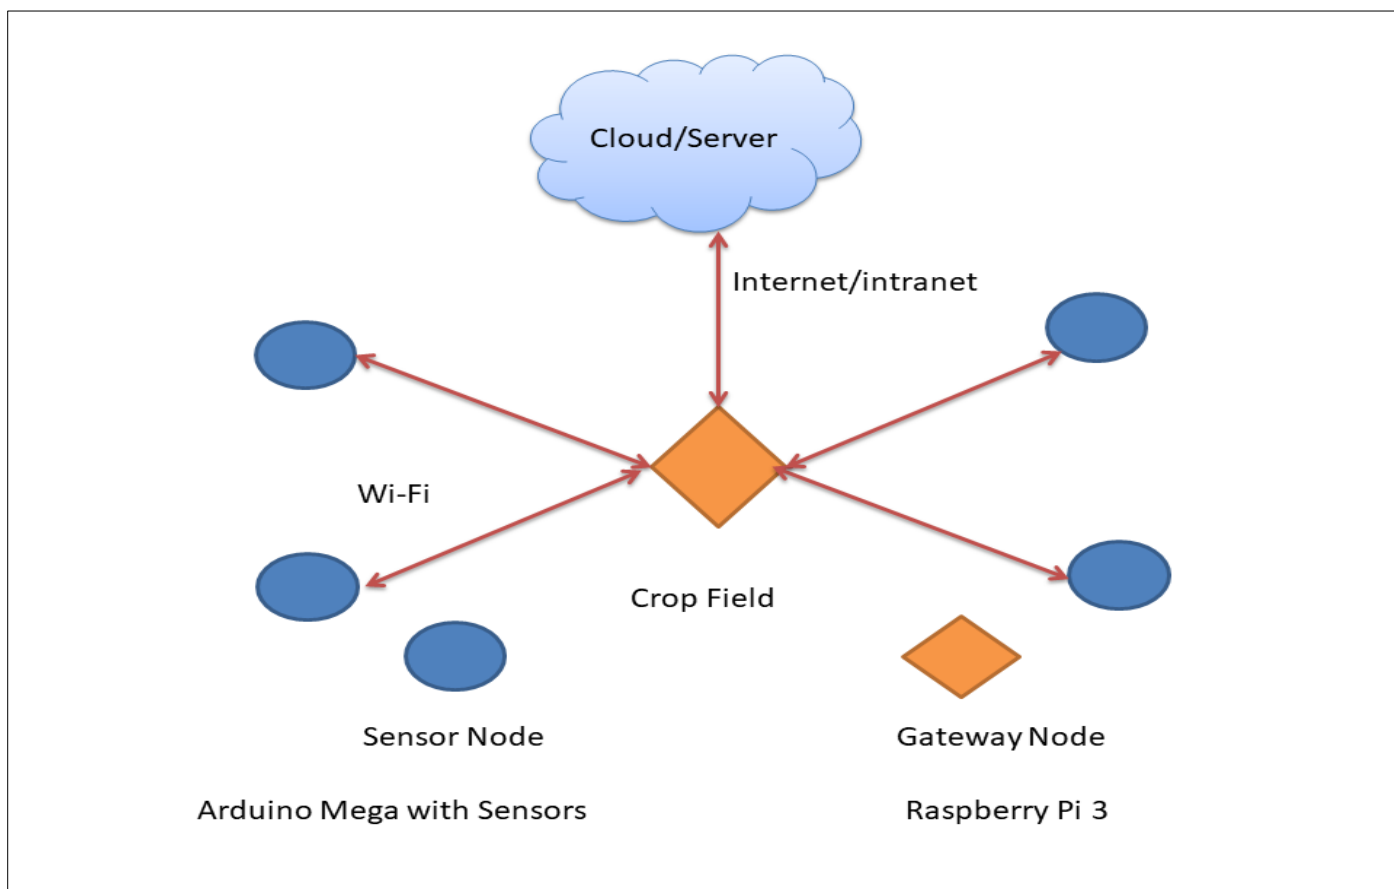 Cloud/Server
Internet/intranet
Wi-Fi
Crop Field
Sensor Node
Gateway Node
Arduino Mega with Sensors
Raspberry Pi 3